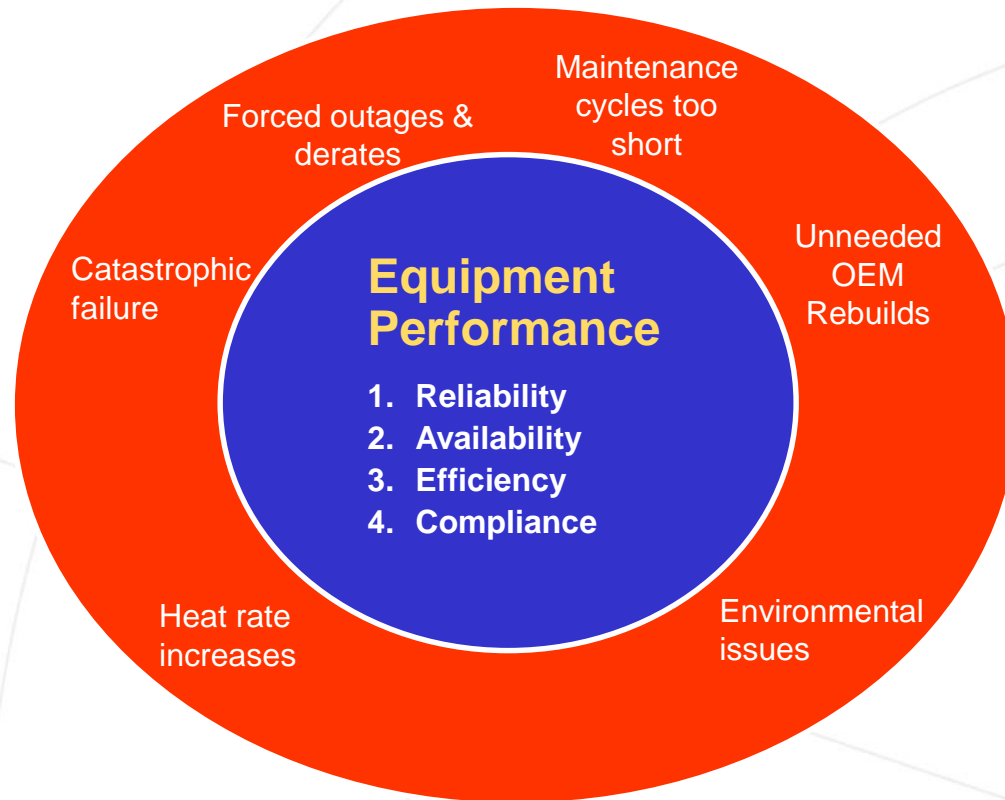 Maintenance
cycles too
short
Forced outages &
derates
Unneeded
OEM
Rebuilds
Catastrophic
failure
Equipment
Performance
1. Reliability
2. Availability
3. Efficiency
4. Compliance
Heat rate
increases
Environmental
issues